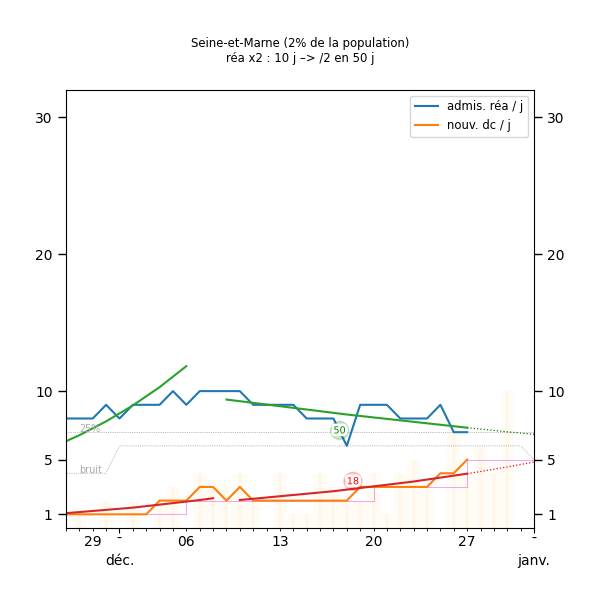 Seine-et-Marne (2% de la population)
réa x2 : 10 j –> /2 en 50 j
admis. réa / j
nouv. dc / j
30 30
20 20
10 10
25%
50
5 5
bruit
18
1 1
29 - 06 13 20 27 -
déc. janv.